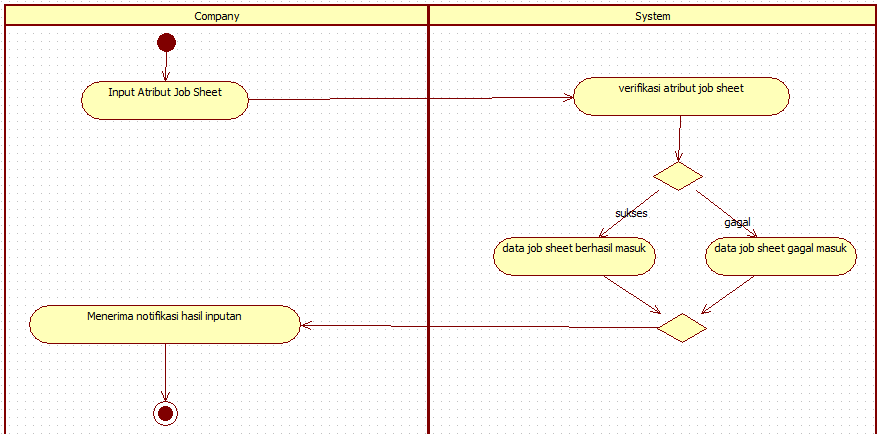 Company
System
Input Atribut Job Sheet
verifikasi atribut job sheet
sukses
gagal
data job sheet berhasil masuk
data job sheet gagal masuk
Menerima notifikasi hasil inputan